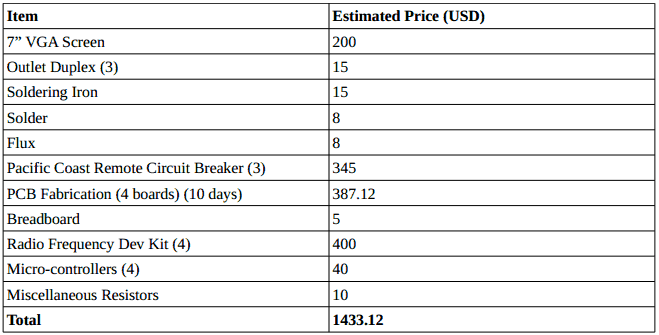 Item Estimated Price (USD)
7” VGA Screen 200
Outlet Duplex (3) 15
Soldering Iron 15
Solder 8
Flux 8
Pacific Coast Remote Circuit Breaker (3) 345
PCB Fabrication (4 boards) (10 days) 387.12
Breadboard 5
Radio Frequency Dev Kit (4) 400
Micro-controllers (4) 40
Miscellaneous Resistors 10
Total 1433.12